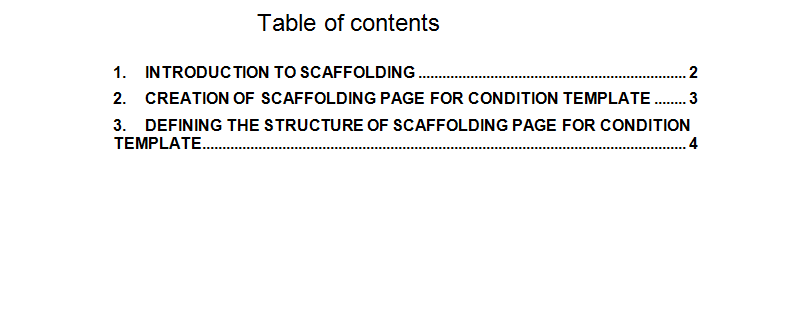 Table of contents
1. INTRODUCTION TO SCAFFOLDING ................................................................... 2
2. CREATION OF SCAFFOLDING PAGE FOR CONDITION TEMPLATE ........ 3
3. DEFINING THE STRUCTURE OF SCAFFOLDING PAGE FOR CONDITION
TEMPLATE......................................................................................................................... 4